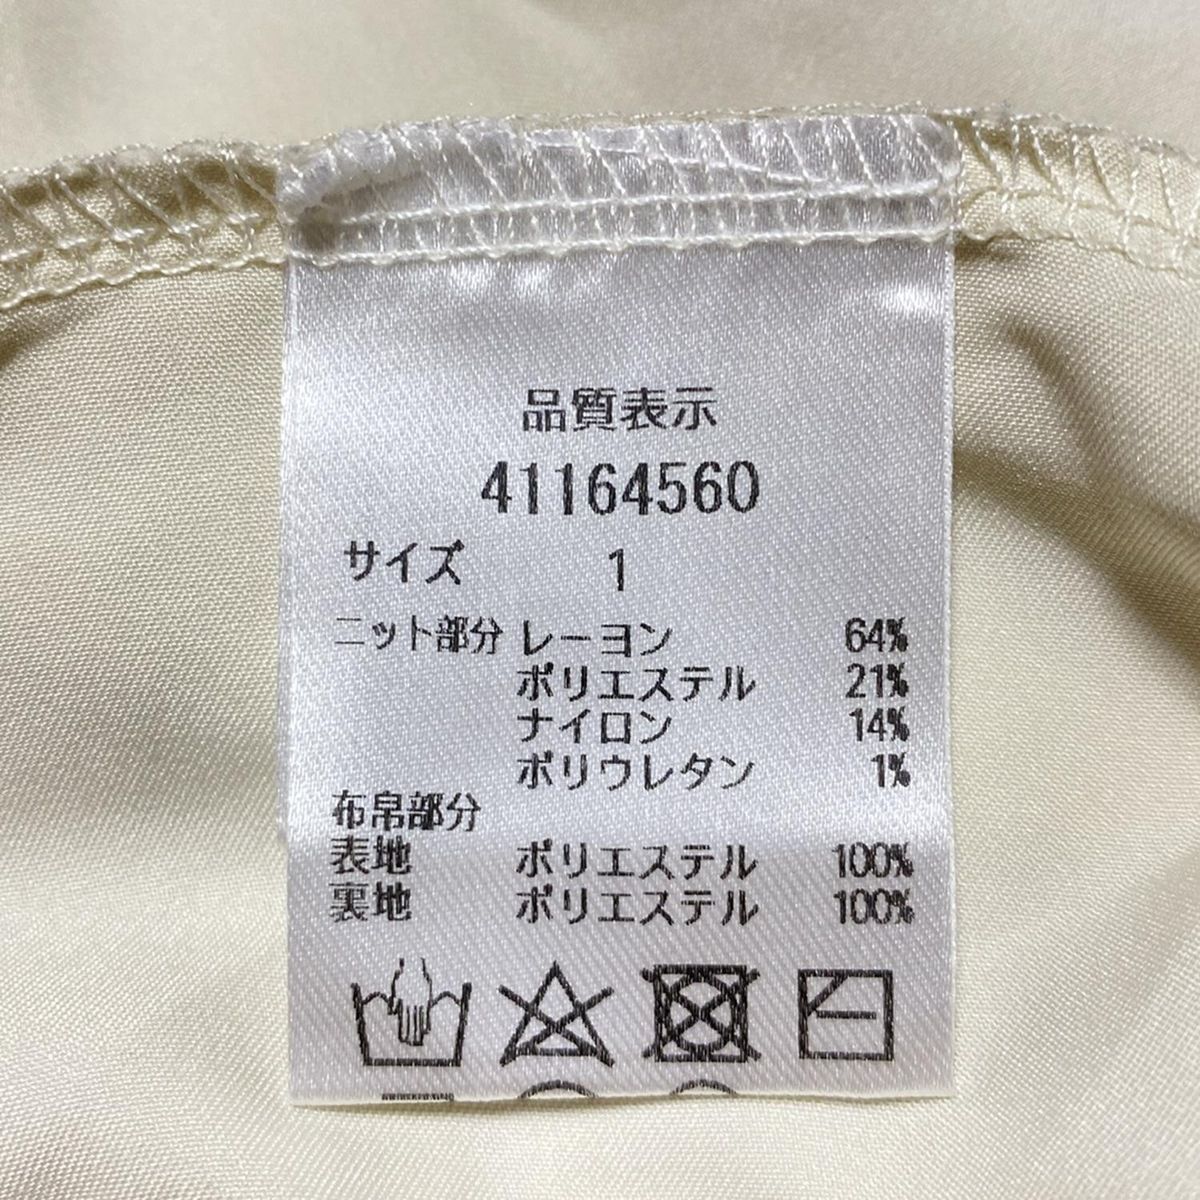 品質表示
41164560
サイズ 1
ニット部分 レーヨン 64%
ポリエステル 21%
ナイロン 14%
ポリウレタン 1%
布帛部分
表地 ポリエステル 100%
裏地 ポリエステル 100%